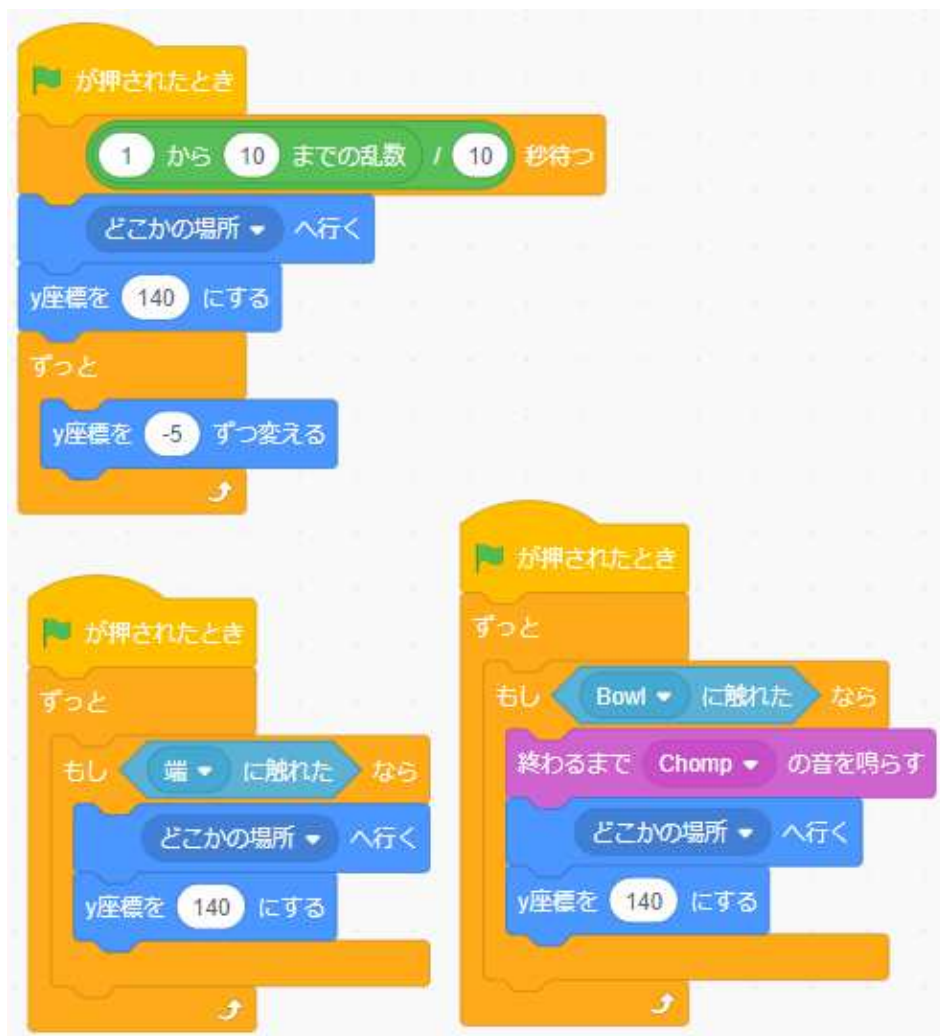 が押されたとき
1 から 10 までの乱数 / 10 秒待つ
どこかの場所 へ行く
y座標を 140 にする
ずっと
y座標を -5 ずつ変える
が押されたとき
ずっと
もし 端 に触れた なら
どこかの場所 へ行く
y座標を 140 にする
が押されたとき
ずっと
もし Bowl に触れた なら
終わるまで Chomp の音を鳴らす
どこかの場所 へ行く
y座標を 140 にする